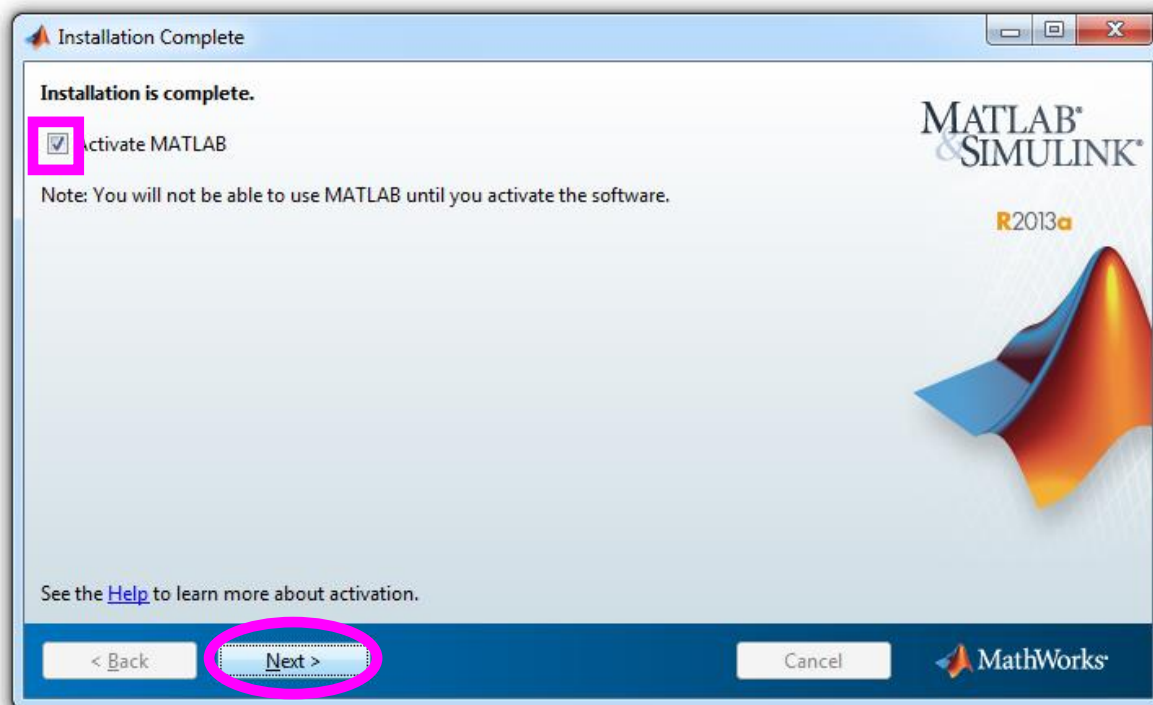 Installation Complete
Installation is complete.
Activate MATLAB
Note: You will not be able to use MATLAB until you activate the software.
MATLAB®
&SIMULINK®
R2013a
See the Help to learn more about activation.
< Back
Next >
Cancel
MathWorks®